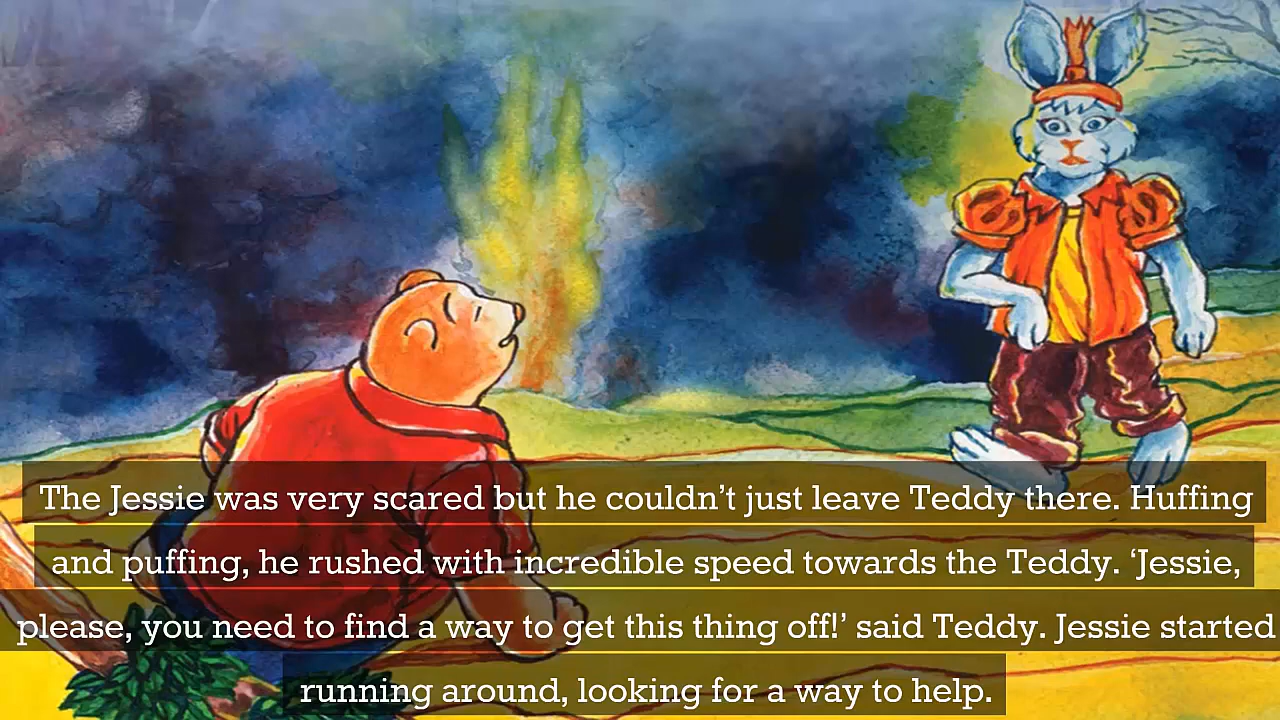 The Jessie was very scared but he couldn’t just leave Teddy there. Huffing
and puffing, he rushed with incredible speed towards the Teddy. ‘Jessie,
please, you need to find a way to get this thing off!’ said Teddy. Jessie started
running around, looking for a way to help.